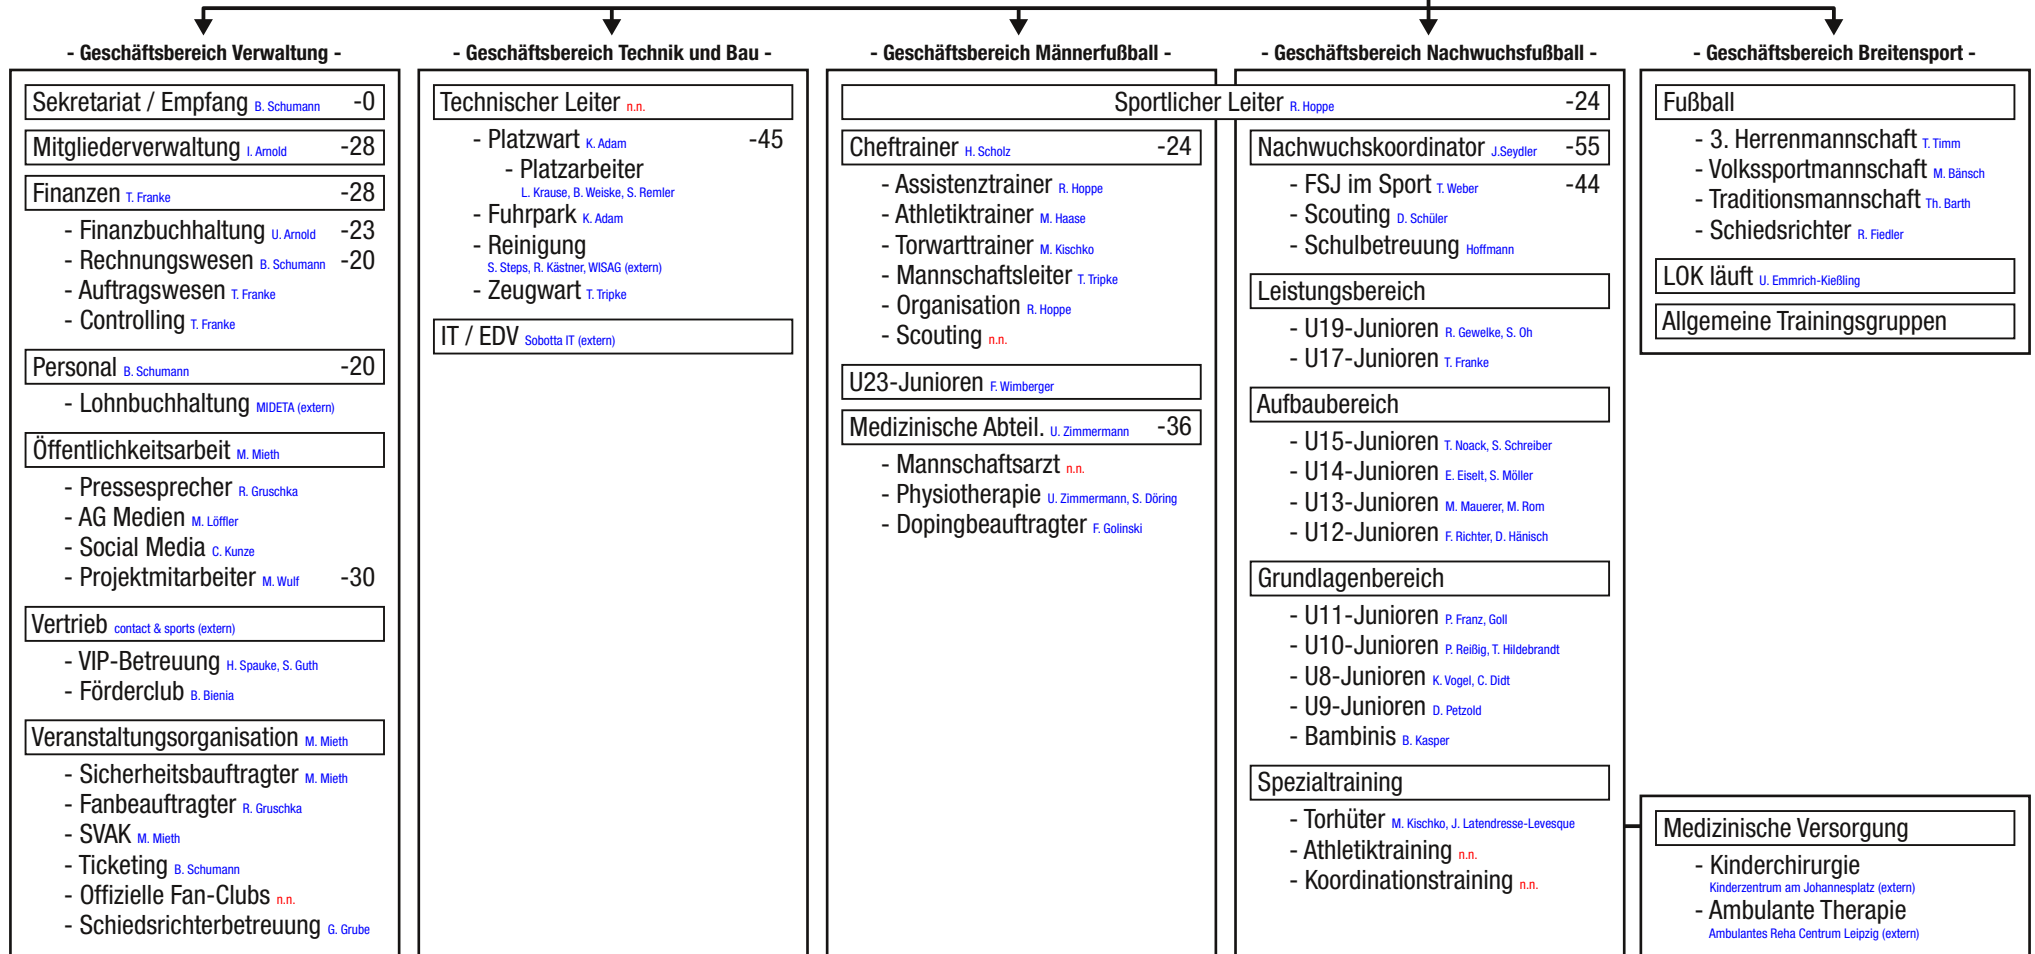 - Geschäftsbereich Verwaltung -
Sekretariat / Empfang B. Schumann -0
Mitgliederverwaltung I. Arnold -28
Finanzen T. Franke -28
- Finanzbuchhaltung U. Arnold -23
- Rechnungswesen B. Schumann -20
- Auftragswesen T. Franke
- Controlling T. Franke
Personal B. Schumann -20
- Lohnbuchhaltung MIDETA (extern)
Öffentlichkeitsarbeit M. Mieth
- Pressesprecher R. Gruschka
- AG Medien M. Löffler
- Social Media C. Kunze
- Projektmitarbeiter M. Wulf -30
Vertrieb contact & sports (extern)
- VIP-Betreuung H. Spauke, S. Guth
- Förderclub B. Bienia
Veranstaltungsorganisation M. Mieth
- Sicherheitsbauftragter M. Mieth
- Fanbeauftragter R. Gruschka
- SVAK M. Mieth
- Ticketing B. Schumann
- Offizielle Fan-Clubs n.n.
- Schiedsrichterbetreuung G. Grube
- Geschäftsbereich Technik und Bau -
Technischer Leiter n.n.
- Platzwart K. Adam -45
- Platzarbeiter
L. Krause, B. Weiske, S. Remler
- Fuhrpark K. Adam
- Reinigung
S. Steps, R. Kästner, WISAG (extern)
- Zeugwart T. Tripke
IT / EDV Sobotta IT (extern)
- Geschäftsbereich Männerfußball -
Sportlicher Leiter R. Hoppe -24
Cheftrainer H. Scholz -24
- Assistenztrainer R. Hoppe
- Athletiktrainer M. Haase
- Torwarttrainer M. Kischko
- Mannschaftsleiter T. Tripke
- Organisation R. Hoppe
- Scouting n.n.
U23-Junioren F. Wimberger
Medizinische Abteil. U. Zimmermann -36
- Mannschaftsarzt n.n.
- Physiotherapie U. Zimmermann, S. Döring
- Dopingbeauftragter F. Golinski
- Geschäftsbereich Nachwuchsfußball -
Nachwuchskoordinator J.Seydler -55
- FSJ im Sport T. Weber -44
- Scouting D. Schüler
- Schulbetreuung Hoffmann
Leistungsbereich
- U19-Junioren R. Gewelke, S. Oh
- U17-Junioren T. Franke
Aufbaubereich
- U15-Junioren T. Noack, S. Schreiber
- U14-Junioren E. Eiselt, S. Möller
- U13-Junioren M. Mauerer, M. Rom
- U12-Junioren F. Richter, D. Hänisch
Grundlagenbereich
- U11-Junioren P. Franz, Goll
- U10-Junioren P. Reißig, T. Hildebrandt
- U8-Junioren K. Vogel, C. Didt
- U9-Junioren D. Petzold
- Bambinis B. Kasper
Spezialtraining
- Torhüter M. Kischko, J. Latendresse-Levesque
- Athletiktraining n.n.
- Koordinationstraining n.n.
- Geschäftsbereich Breitensport -
Fußball
- 3. Herrenmannschaft T. Timm
- Volkssportmannschaft M. Bänsch
- Traditionsmannschaft Th. Barth
- Schiedsrichter R. Fiedler
LOK läuft U. Emmrich-Kießling
Allgemeine Trainingsgruppen
Medizinische Versorgung
- Kinderchirurgie
Kinderzentrum am Johannesplatz (extern)
- Ambulante Therapie
Ambulantes Reha Centrum Leipzig (extern)